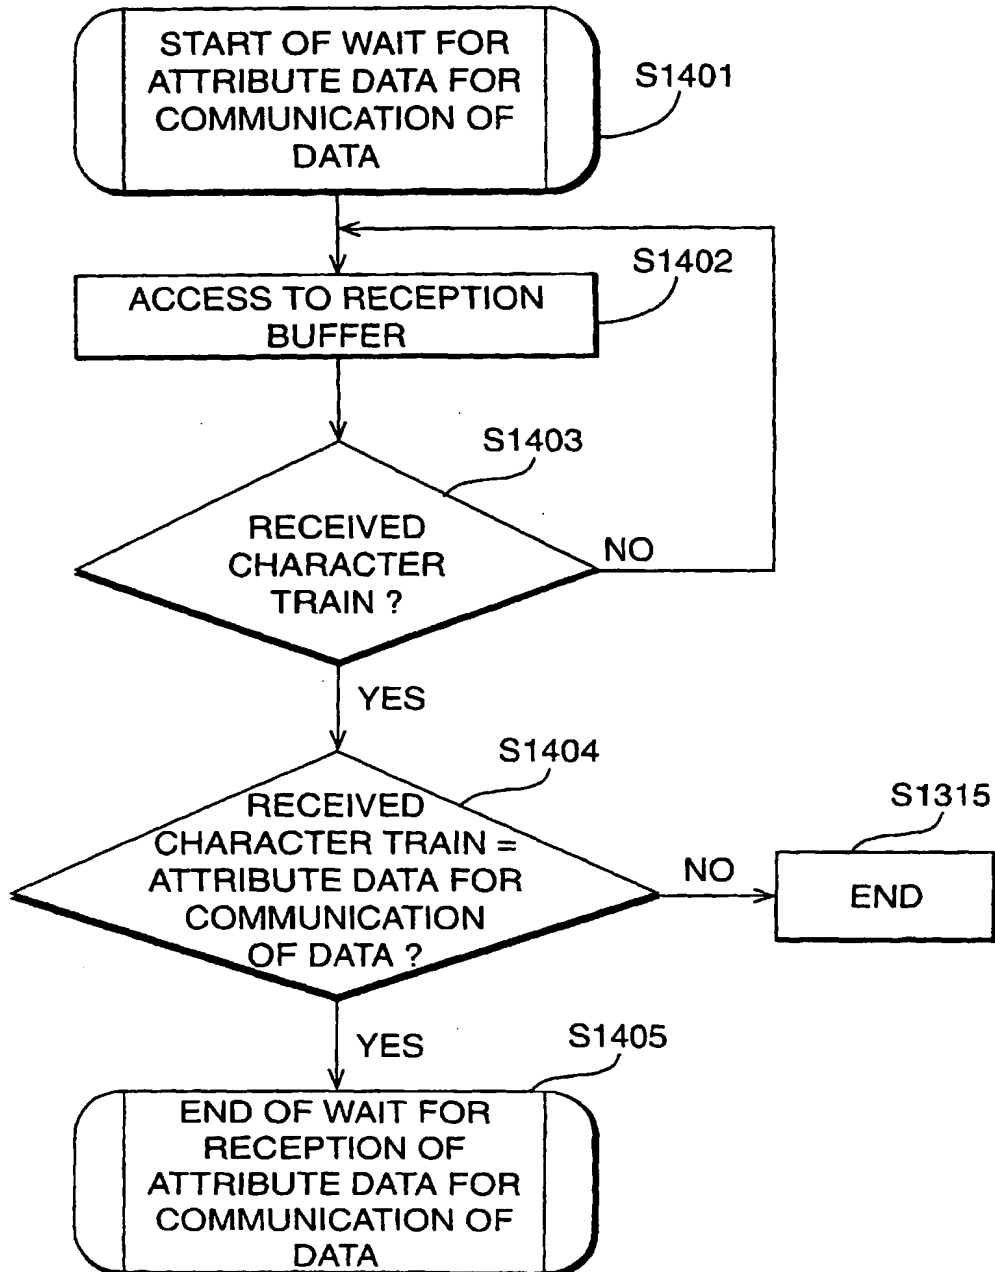 START OF WAIT FOR
ATTRIBUTE DATA FOR
COMMUNICATION OF
DATA
S1401
S1402
ACCESS TO RECEPTION
BUFFER
S1403
RECEIVED
CHARACTER
TRAIN ?
NO
YES
S1404
RECEIVED
CHARACTER TRAIN =
ATTRIBUTE DATA FOR
COMMUNICATION
OF DATA ?
NO
S1315
END
YES
S1405
END OF WAIT FOR
RECEPTION OF
ATTRIBUTE DATA FOR
COMMUNICATION OF
DATA